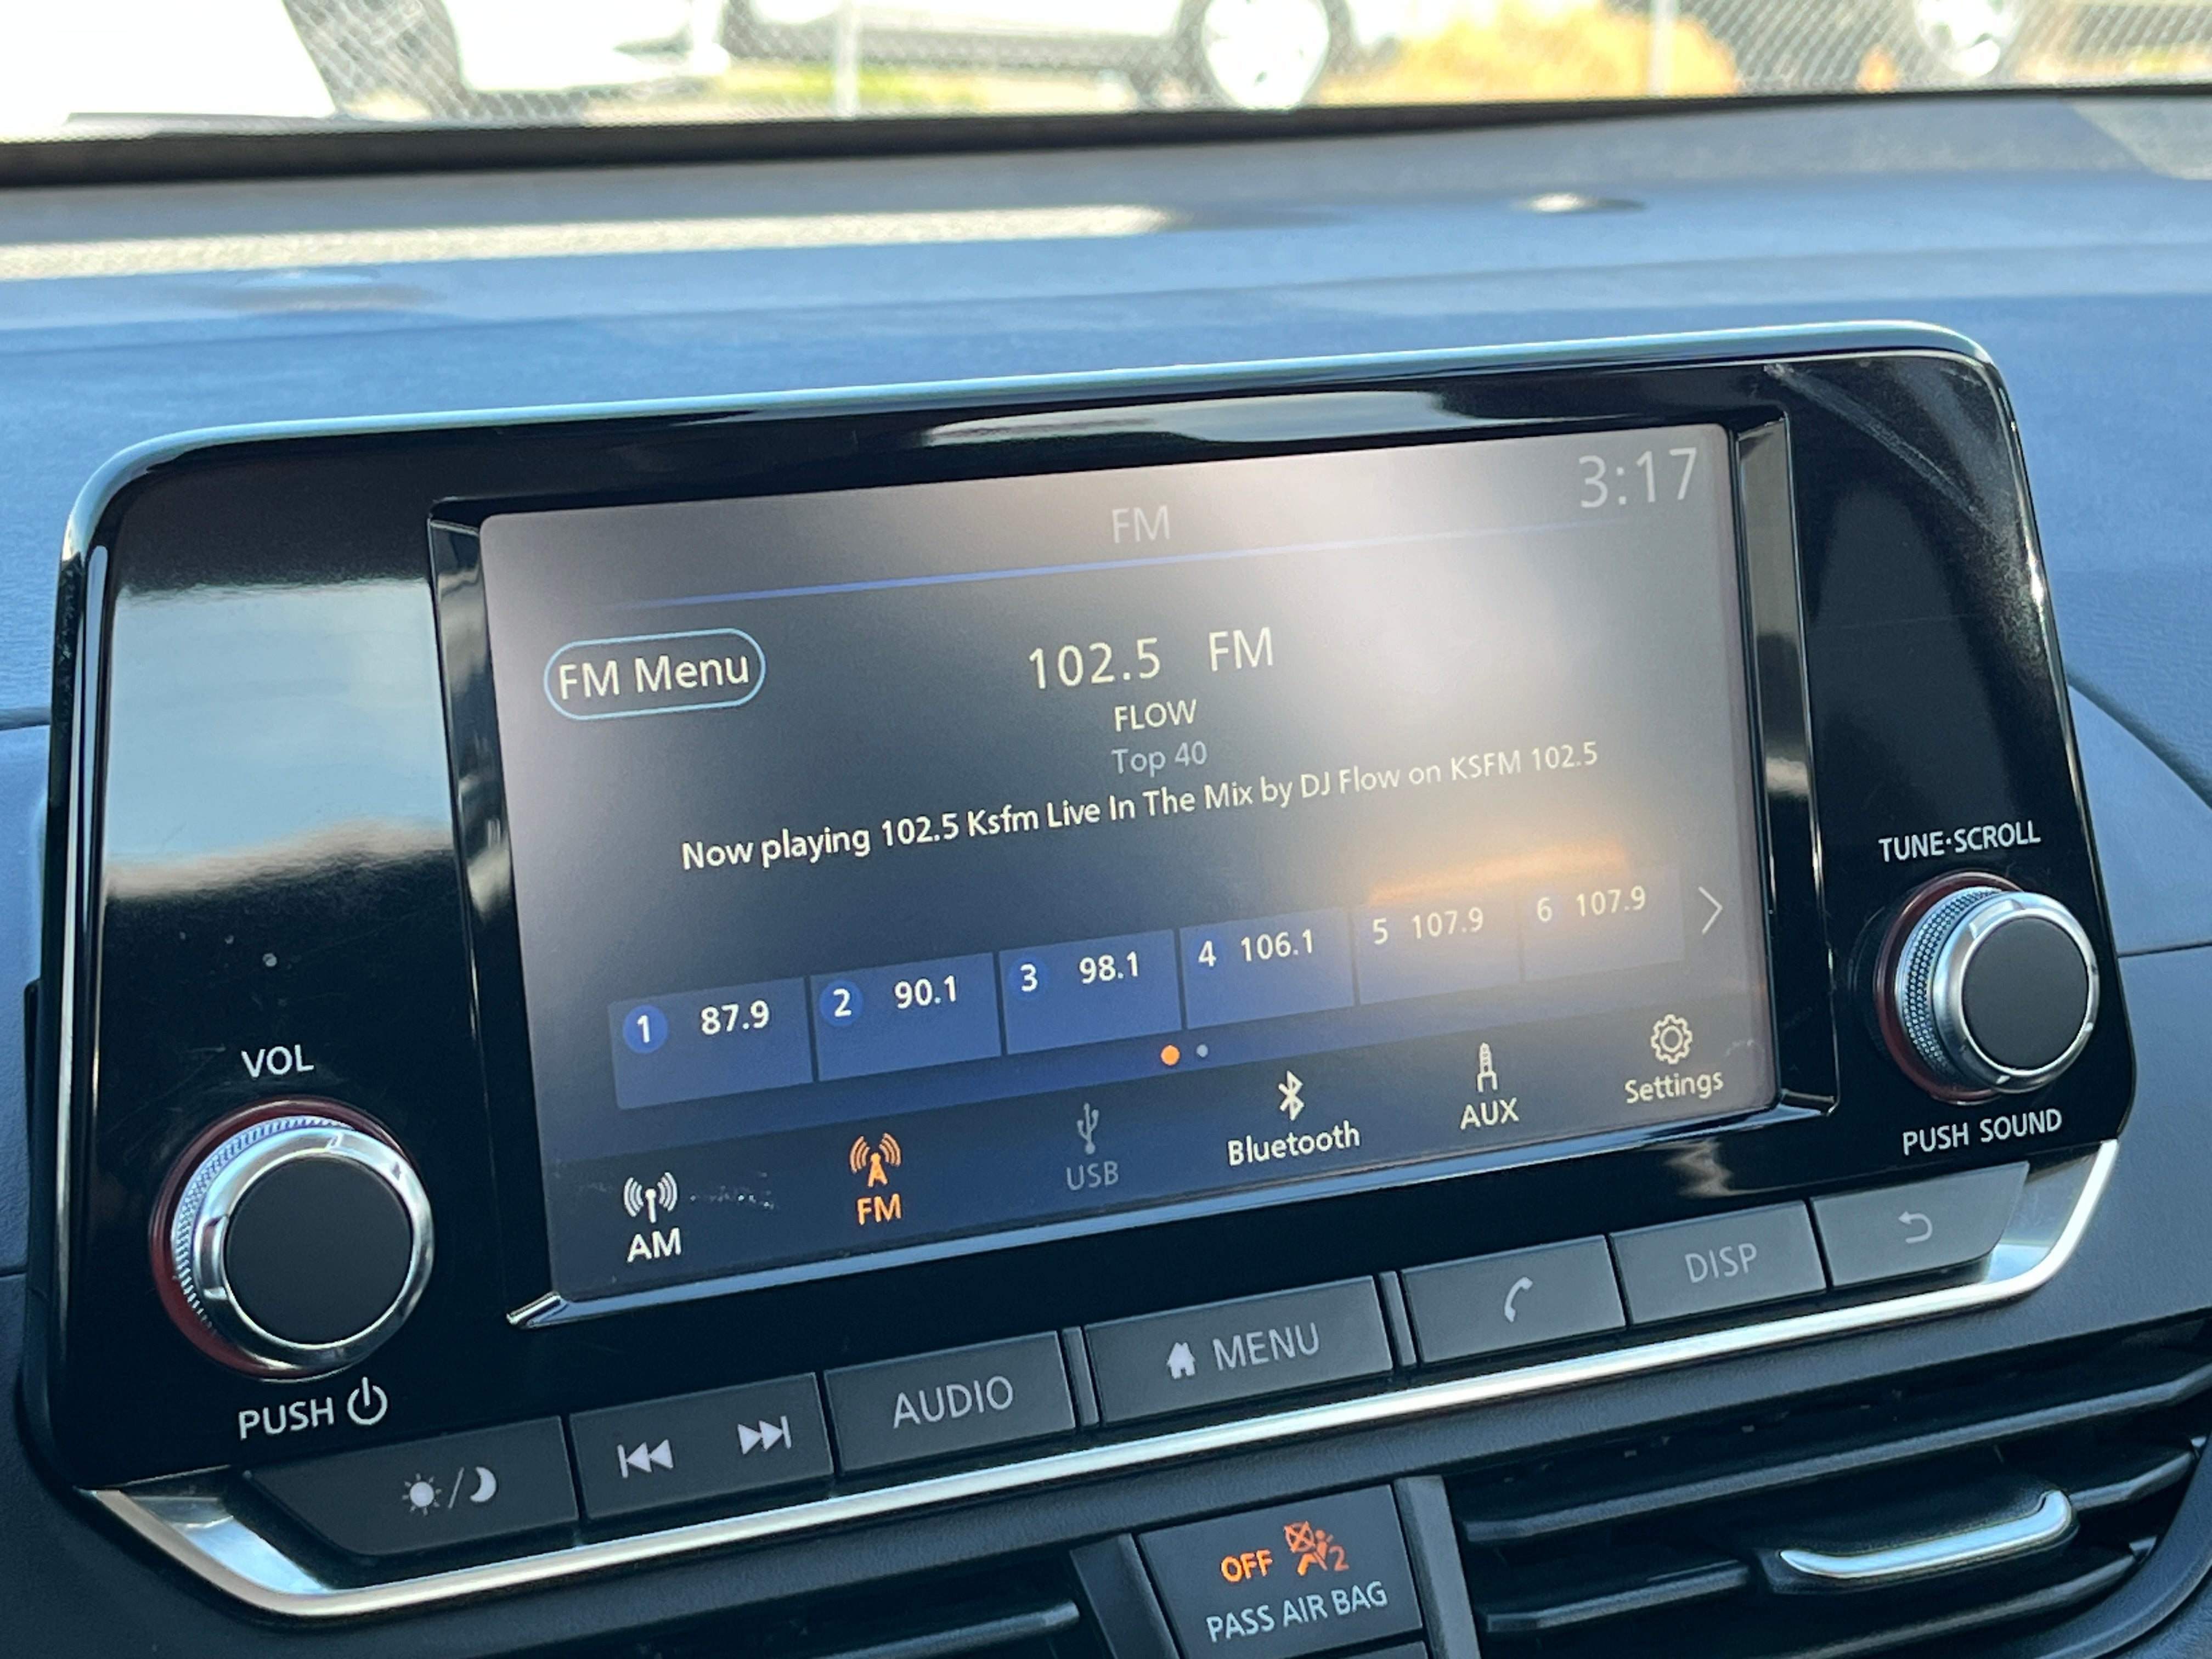 FM
3:17
FM Menu
102.5 FM
FLOW
Top 40
Now playing 102.5 Ksfm Live In The Mix by DJ Flow on KSFM 102.5
1 87.9
2 90.1
3 98.1
4 106.1
5 107.9
6 107.9
AM
FM
USB
Bluetooth
AUX
Settings
VOL
PUSH
TUNE·SCROLL
PUSH SOUND
AUDIO
MENU
DISP
OFF 2
PASS AIR BAG